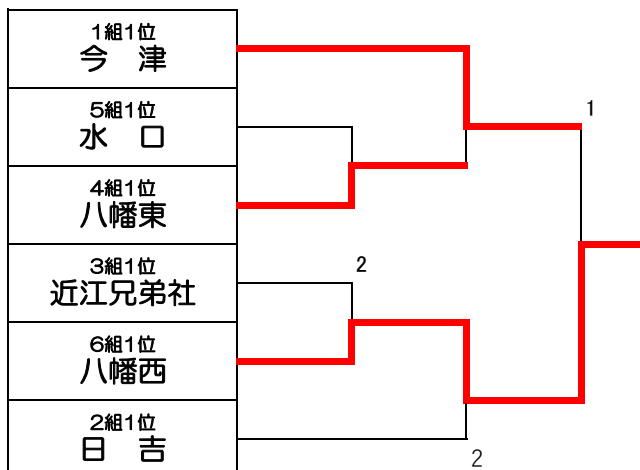 1組1位
今 津
5組1位
水 口
4組1位
八幡東
3組1位
近江兄弟社
6組1位
八幡西
2組1位
日 吉
1
2
2